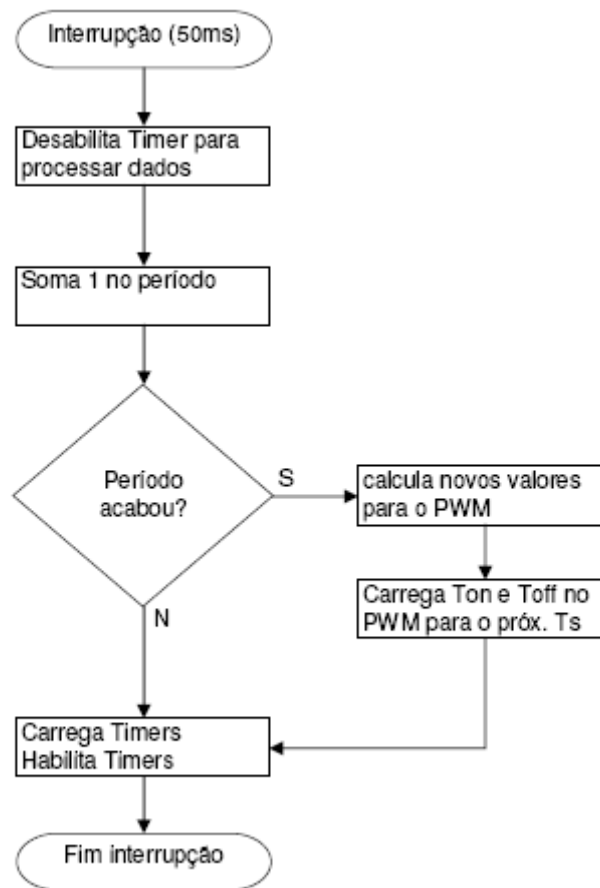 Interrupção (50ms)
Desabilita Timer para
processar dados
Soma 1 no período
Período
acabou?
S
calcula novos valores
para o PWM
Carrega Ton e Toff no
PWM para o próx. Ts
N
Carrega Timers
Habilita Timers
Fim interrupção